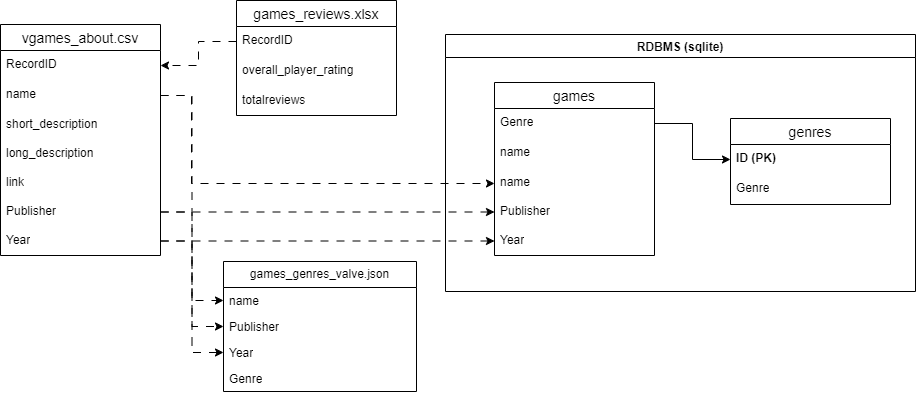 vgames_about.csv
RecordID
name
short_description
long_description
link
Publisher
Year
games_reviews.xlsx
RecordID
overall_player_rating
totalreviews
games_genres_valve.json
name
Publisher
Year
Genre
RDBMS (sqlite)
games
Genre
name
name
Publisher
Year
genres
ID (PK)
Genre